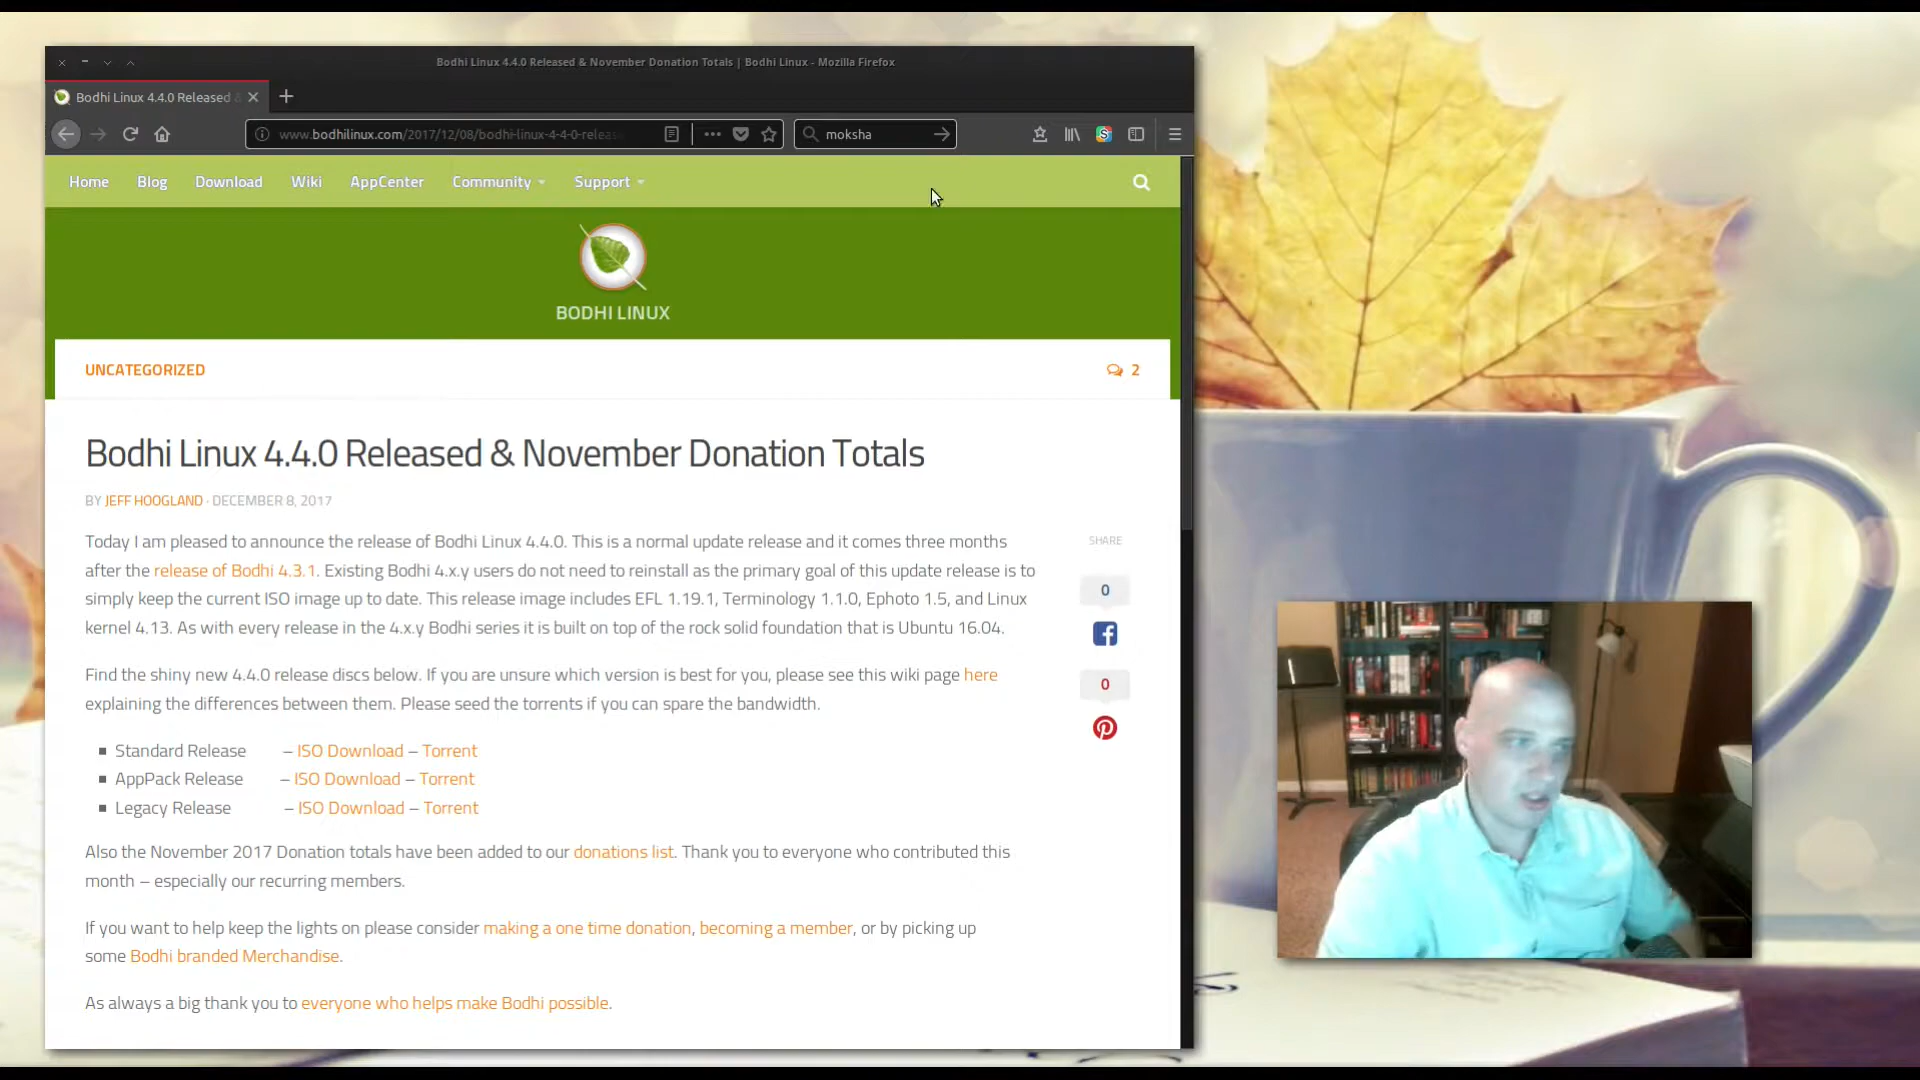 Bodhi Linux 4.4.0 Released & November Donation Totals | Bodhi Linux - Mozilla Firefox
Bodhi Linux 4.4.0 Released
www.bodhilinux.com/2017/12/08/bodhi-linux-4-4-0-releas
moksha
Home Blog Download Wiki AppCenter Community Support
BODHI LINUX
UNCATEGORIZED
2
Bodhi Linux 4.4.0 Released & November Donation Totals
BY JEFF HOOGLAND · DECEMBER 8, 2017
Today I am pleased to announce the release of Bodhi Linux 4.4.0. This is a normal update release and it comes three months
after the release of Bodhi 4.3.1. Existing Bodhi 4.x.y users do not need to reinstall as the primary goal of this update release is to
simply keep the current ISO image up to date. This release image includes EFL 1.19.1, Terminology 1.1.0, Ephoto 1.5, and Linux
kernel 4.13. As with every release in the 4.x.y Bodhi series it is built on top of the rock solid foundation that is Ubuntu 16.04.
SHARE
0
0
Find the shiny new 4.4.0 release discs below. If you are unsure which version is best for you, please see this wiki page here
explaining the differences between them. Please seed the torrents if you can spare the bandwidth.
Standard Release – ISO Download – Torrent
AppPack Release – ISO Download – Torrent
Legacy Release – ISO Download – Torrent
Also the November 2017 Donation totals have been added to our donations list. Thank you to everyone who contributed this
month – especially our recurring members.
If you want to help keep the lights on please consider making a one time donation, becoming a member, or by picking up
some Bodhi branded Merchandise.
As always a big thank you to everyone who helps make Bodhi possible.